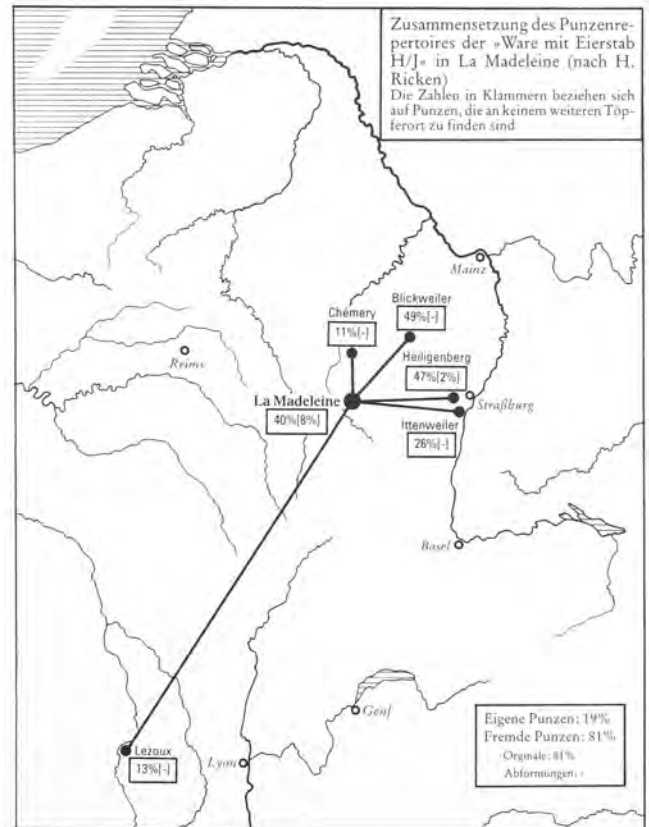 Zusammensetzung des Punzenre-
pertoires der »Ware mit Eierstab
H/J« in La Madeleine (nach H.
Ricken)
Die Zahlen in Klammern beziehen sich
auf Punzen, die an keinem weiteren Töp-
ferort zu finden sind
Mainz
Blickweiler
49%(-)
Chémery
11%(-)
Reims
Heiligenberg
47%(2%)
La Madeleine
40%(8%)
Straßburg
Ittenweiler
26%(-)
Basel
Genf
Lezoux
13%(-)
Lyon
Eigene Punzen: 19%
Fremde Punzen: 81%
Orginale: 81%
Abformungen: -